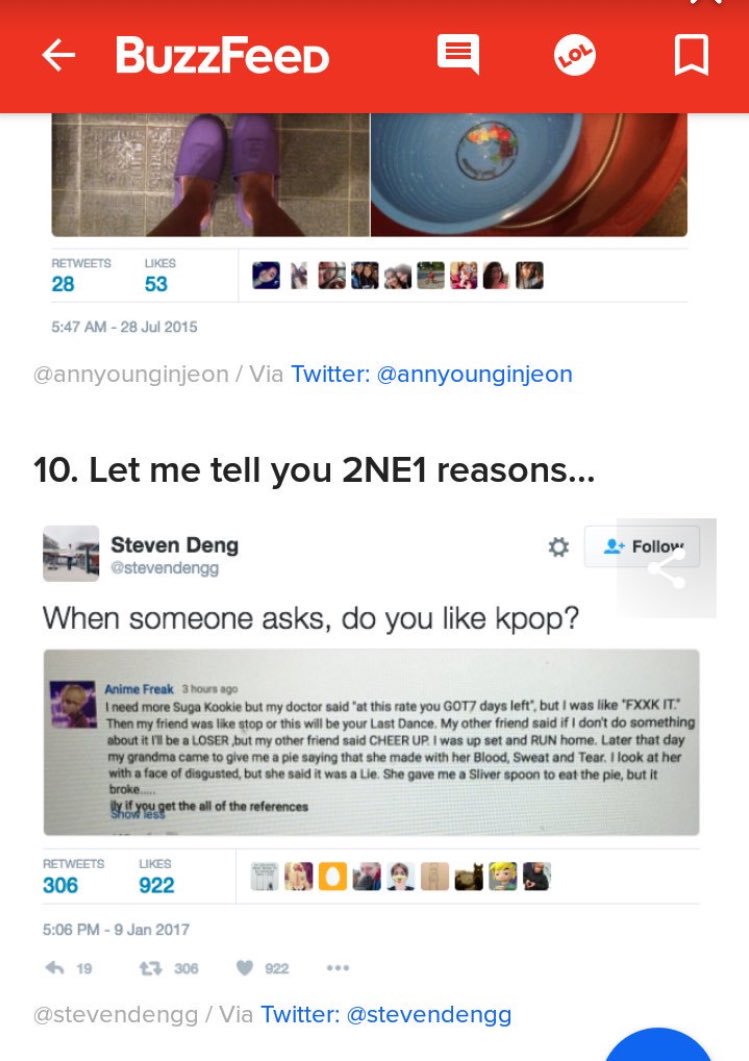 BUZZFEED
LOL
RETWEETS LIKES
28 53
5:47 AM - 28 Jul 2015
@annyounginjeon / Via Twitter: @annyounginjeon
10. Let me tell you 2NE1 reasons...
Steven Deng
@stevendengg
Follow
When someone asks, do you like kpop?
Anime Freak 3 hours ago
I need more Suga Kookie but my doctor said "at this rate you GOT7 days left", but I was like "FXXK IT."
Then my friend was like stop or this will be your Last Dance. My other friend said if I don't do something
about it I'll be a LOSER ,but my other friend said CHEER UP. I was up set and RUN home. Later that day
my grandma came to give me a pie saying that she made with her Blood, Sweat and Tear. I look at her
with a face of disgusted, but she said it was a Lie. She gave me a Sliver spoon to eat the pie, but it
broke.....
ily if you get the all of the references
Show less
RETWEETS LIKES
306 922
5:06 PM - 9 Jan 2017
19 306 922
@stevendengg / Via Twitter: @stevendengg